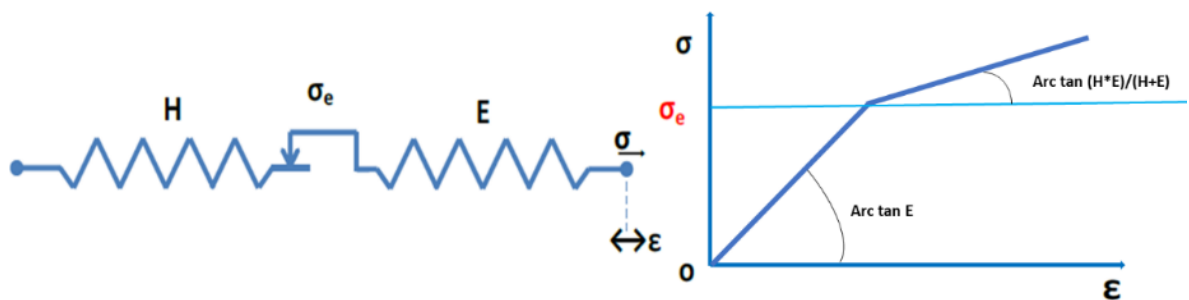 H
σe
E
σ
ε
σ
σe
Arc tan (H*E)/(H+E)
Arc tan E
o
ε